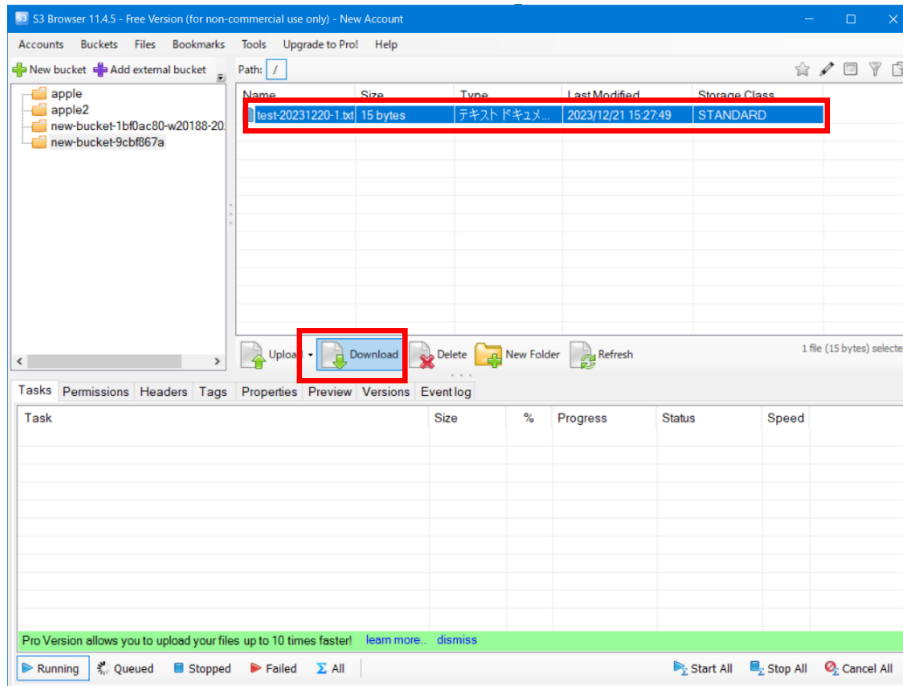 S3 Browser 11.4.5 - Free Version (for non-commercial use only) - New Account
Accounts Buckets Files Bookmarks Tools Upgrade to Pro! Help
New bucket Add external bucket Path: /
apple
apple2
new-bucket-1bf0ac80-w20188-20
new-bucket-9cbf867a
Name Size Type Last Modified Storage Class
test-20231220-1.txt 15 bytes テキスト ドキュメ... 2023/12/21 15:27:49 STANDARD
Upload Download Delete New Folder Refresh 1 file (15 bytes) selecte
Tasks Permissions Headers Tags Properties Preview Versions Eventlog
Task Size % Progress Status Speed
Pro Version allows you to upload your files up to 10 times faster! learn more.. dismiss
Running Queued Stopped Failed All Start All Stop All Cancel All